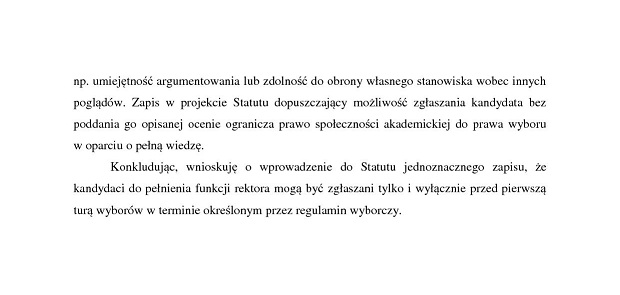 np. umiejętność argumentowania lub zdolność do obrony własnego stanowiska wobec innych
poglądów. Zapis w projekcie Statutu dopuszczający możliwość zgłaszania kandydata bez
poddania go opisanej ocenie ogranicza prawo społeczności akademickiej do prawa wyboru
w oparciu o pełną wiedzę.
Konkludując, wnioskuję o wprowadzenie do Statutu jednoznacznego zapisu, że
kandydaci do pełnienia funkcji rektora mogą być zgłaszani tylko i wyłącznie przed pierwszą
turą wyborów w terminie określonym przez regulamin wyborczy.